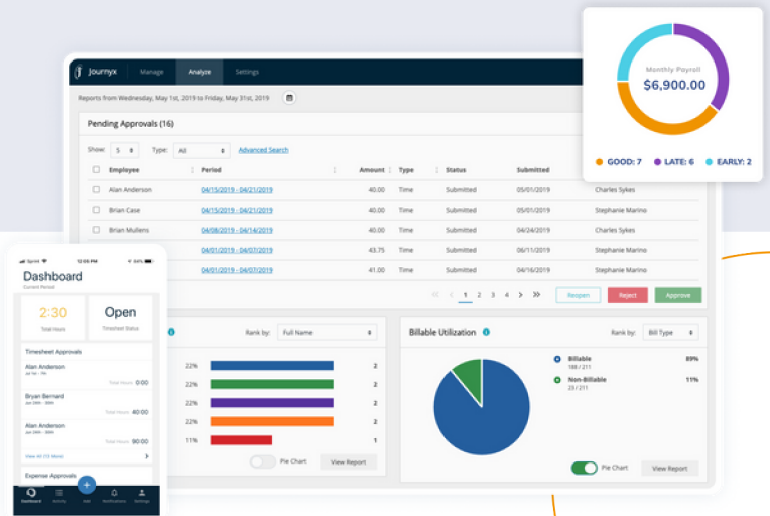 Journyx Manage Analyze Settings
Reports from Wednesday, May 1st, 2019 to Friday, May 31st, 2019
Pending Approvals (16)
Show: 5 Type: All Advanced Search
Employee Period Amount Type Status Submitted
Alan Anderson 04/15/2019 - 04/21/2019 40.00 Time Submitted 05/01/2019 Charles Sykes
Brian Case 04/15/2019 - 04/21/2019 40.00 Time Submitted 05/01/2019 Stephanie Marino
Brian Mullens 04/08/2019 - 04/14/2019 40.00 Time Submitted 04/24/2019 Charles Sykes
04/01/2019 - 04/07/2019 43.75 Time Submitted 06/11/2019 Stephanie Marino
04/01/2019 - 04/07/2019 41.00 Time Submitted 04/16/2019 Stephanie Marino
1 2 3 4 Reopen Reject Approve
Monthly Payroll
$6,900.00
GOOD: 7 LATE: 6 EARLY: 2
Sprint 12:05 PM 94%
Dashboard
Current Period
2:30 Open
Total Hours Timesheet Status
Timesheet Approvals
Alan Anderson
Total Hours 0:00
Bryan Bernard
Total Hours 40:00
Alan Anderson
Total Hours 90:00
Expense Approvals
Dashboard Activity Add Notifications Settings
Rank by: Full Name
22% 2
22% 2
22% 2
22% 2
11% 1
Pie Chart View Report
Billable Utilization Rank by: Bill Type
Billable 89%
188 / 211
Non-Billable 11%
23 / 211
Pie Chart View Report